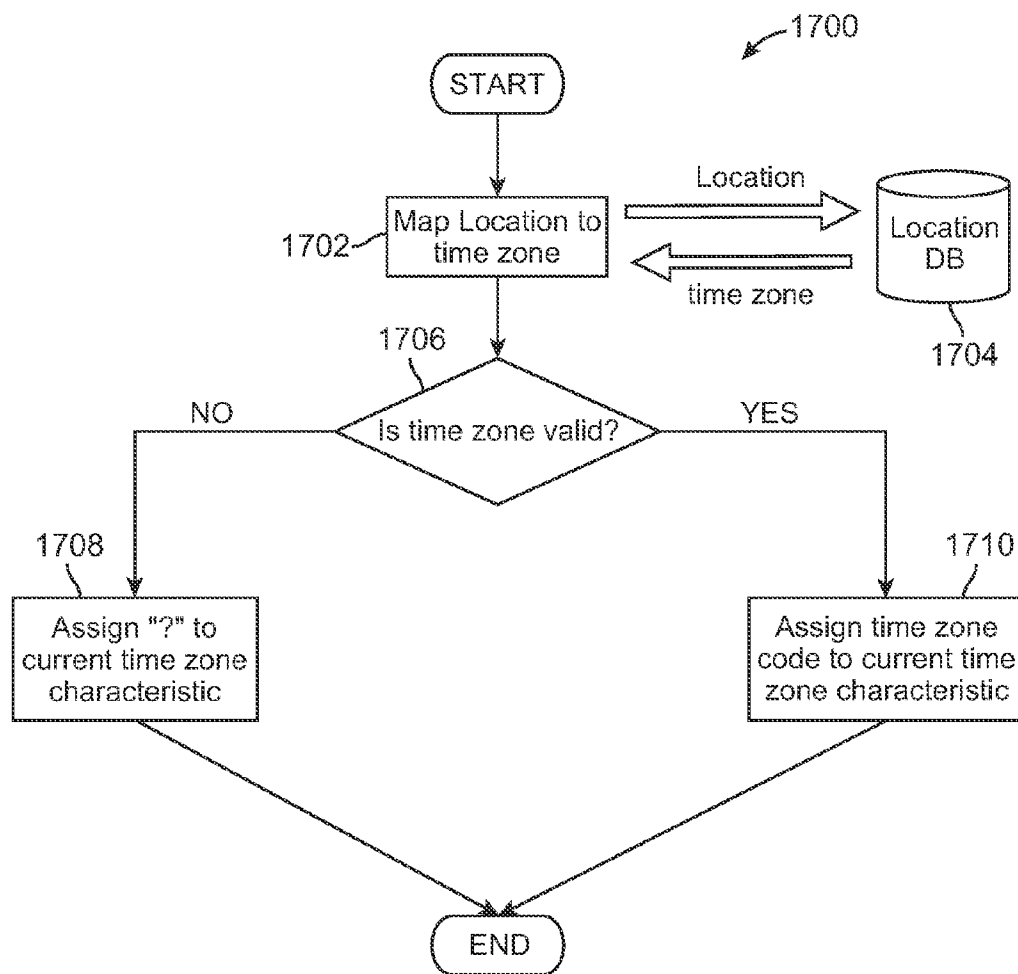 1700
START
Location
Map Location to
time zone
1702
Location
DB
time zone
1704
1706
NO
YES
Is time zone valid?
1708
1710
Assign "?" to
current time zone
characteristic
Assign time zone
code to current time
zone characteristic
END